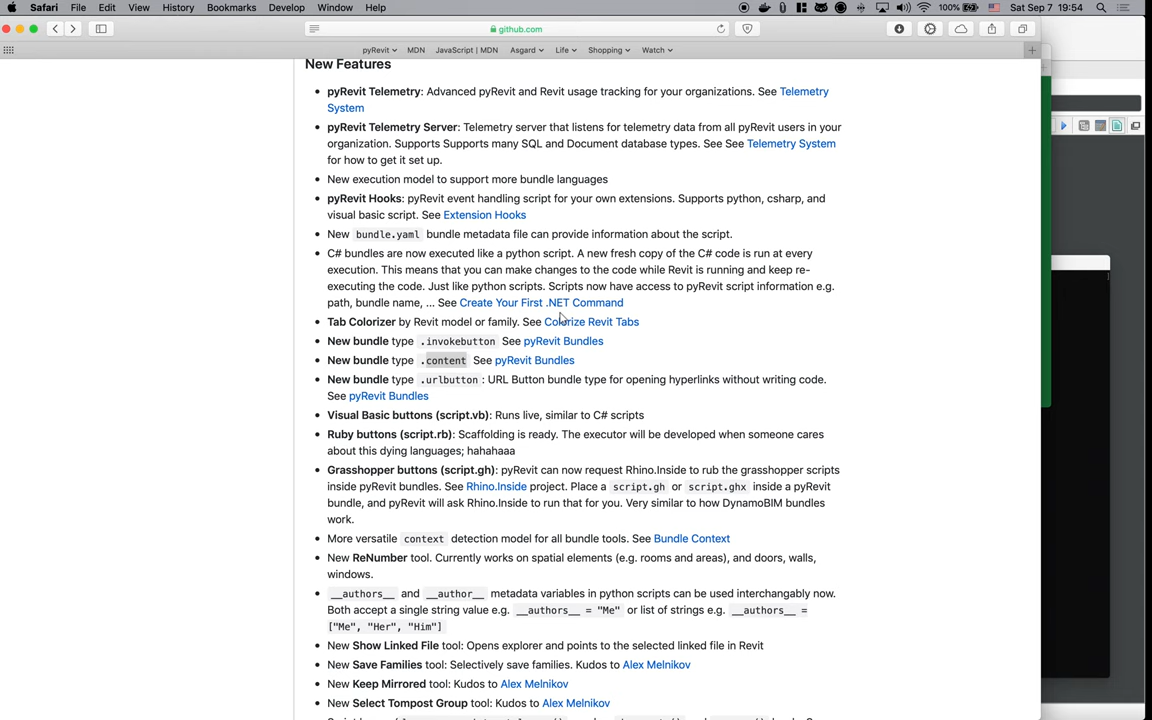 Safari File Edit View History Bookmarks Develop Window Help 100% Sat Sep 7 19:54
github.com
pyRevit MDN JavaScript | MDN Asgard Life Shopping Watch
New Features
pyRevit Telemetry: Advanced pyRevit and Revit usage tracking for your organizations. See Telemetry
System
pyRevit Telemetry Server: Telemetry server that listens for telemetry data from all pyRevit users in your
organization. Supports Supports many SQL and Document database types. See See Telemetry System
for how to get it set up.
New execution model to support more bundle languages
pyRevit Hooks: pyRevit event handling script for your own extensions. Supports python, csharp, and
visual basic script. See Extension Hooks
New bundle.yaml bundle metadata file can provide information about the script.
C# bundles are now executed like a python script. A new fresh copy of the C# code is run at every
execution. This means that you can make changes to the code while Revit is running and keep re-
executing the code. Just like python scripts. Scripts now have access to pyRevit script information e.g.
path, bundle name, ... See Create Your First .NET Command
Tab Colorizer by Revit model or family. See Colorize Revit Tabs
New bundle type .invokebutton See pyRevit Bundles
New bundle type .content See pyRevit Bundles
New bundle type .urlbutton : URL Button bundle type for opening hyperlinks without writing code.
See pyRevit Bundles
Visual Basic buttons (script.vb): Runs live, similar to C# scripts
Ruby buttons (script.rb): Scaffolding is ready. The executor will be developed when someone cares
about this dying languages; hahahaaa
Grasshopper buttons (script.gh): pyRevit can now request Rhino.Inside to rub the grasshopper scripts
inside pyRevit bundles. See Rhino.Inside project. Place a script.gh or script.ghx inside a pyRevit
bundle, and pyRevit will ask Rhino.Inside to run that for you. Very similar to how DynamoBIM bundles
work.
More versatile context detection model for all bundle tools. See Bundle Context
New ReNumber tool. Currently works on spatial elements (e.g. rooms and areas), and doors, walls,
windows.
__authors__ and __author__ metadata variables in python scripts can be used interchangably now.
Both accept a single string value e.g. __authors__ = "Me" or list of strings e.g. __authors__ =
["Me", "Her", "Him"]
New Show Linked File tool: Opens explorer and points to the selected linked file in Revit
New Save Families tool: Selectively save families. Kudos to Alex Melnikov
New Keep Mirrored tool: Kudos to Alex Melnikov
New Select Tompost Group tool: Kudos to Alex Melnikov